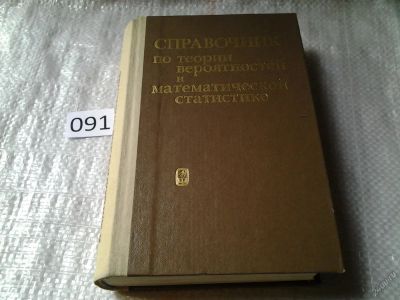 СПРАВОЧНИК
по теории
вероятностей
и
математической
статистике
091